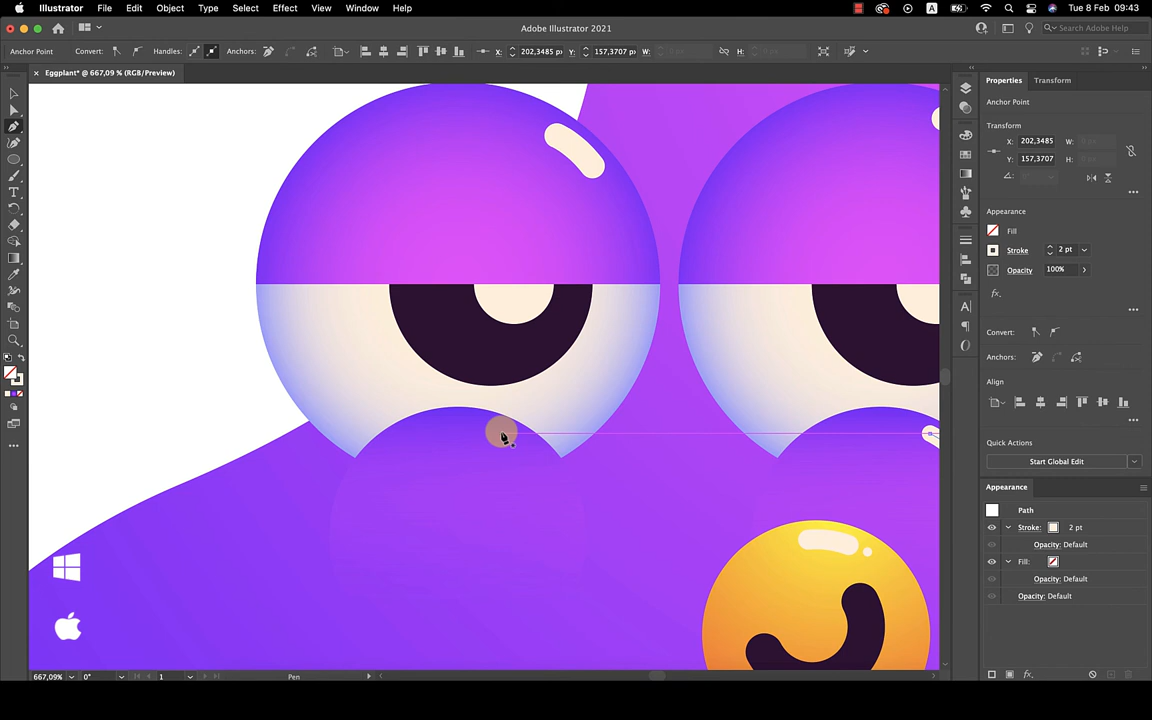 Illustrator File Edit Object Type Select Effect View Window Help
A
Tue 8 Feb 09:43
Adobe Illustrator 2021
Search Adobe Help
Anchor Point Convert: Handles: Anchors: X: 202,3485 px Y: 157,3707 px W: H:
× Eggplant* @ 667,09 % (RGB/Preview)
Properties Transform
Anchor Point
Transform
X: 202,3485 W:
Y: 157,3707 H:
Appearance
Fill
Stroke 2 pt
Opacity 100%
fx.
Convert:
Anchors:
Align
Quick Actions
Start Global Edit
Appearance
Path
Stroke: 2 pt
Opacity: Default
Fill:
Opacity: Default
Opacity: Default
fx.
667,09% 0° 1 Pen